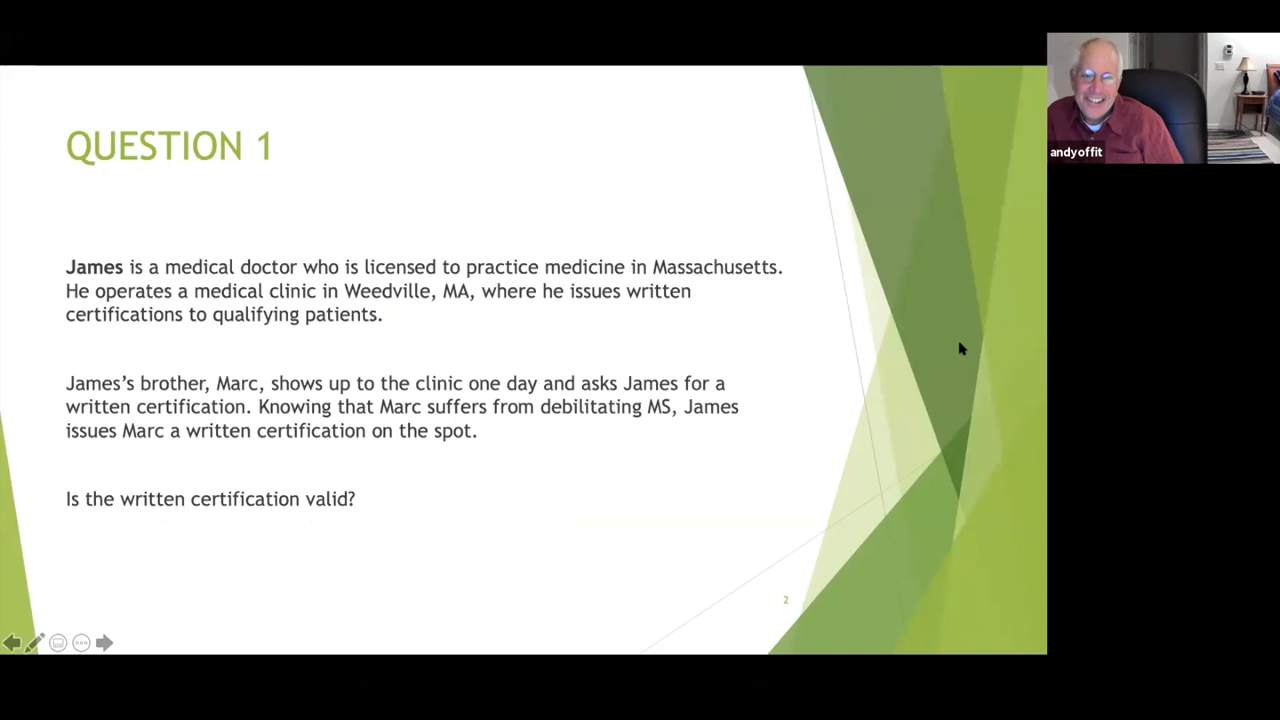 QUESTION 1
James is a medical doctor who is licensed to practice medicine in Massachusetts.
He operates a medical clinic in Weedville, MA, where he issues written
certifications to qualifying patients.
James’s brother, Marc, shows up to the clinic one day and asks James for a
written certification. Knowing that Marc suffers from debilitating MS, James
issues Marc a written certification on the spot.
Is the written certification valid?
2
andyoffit